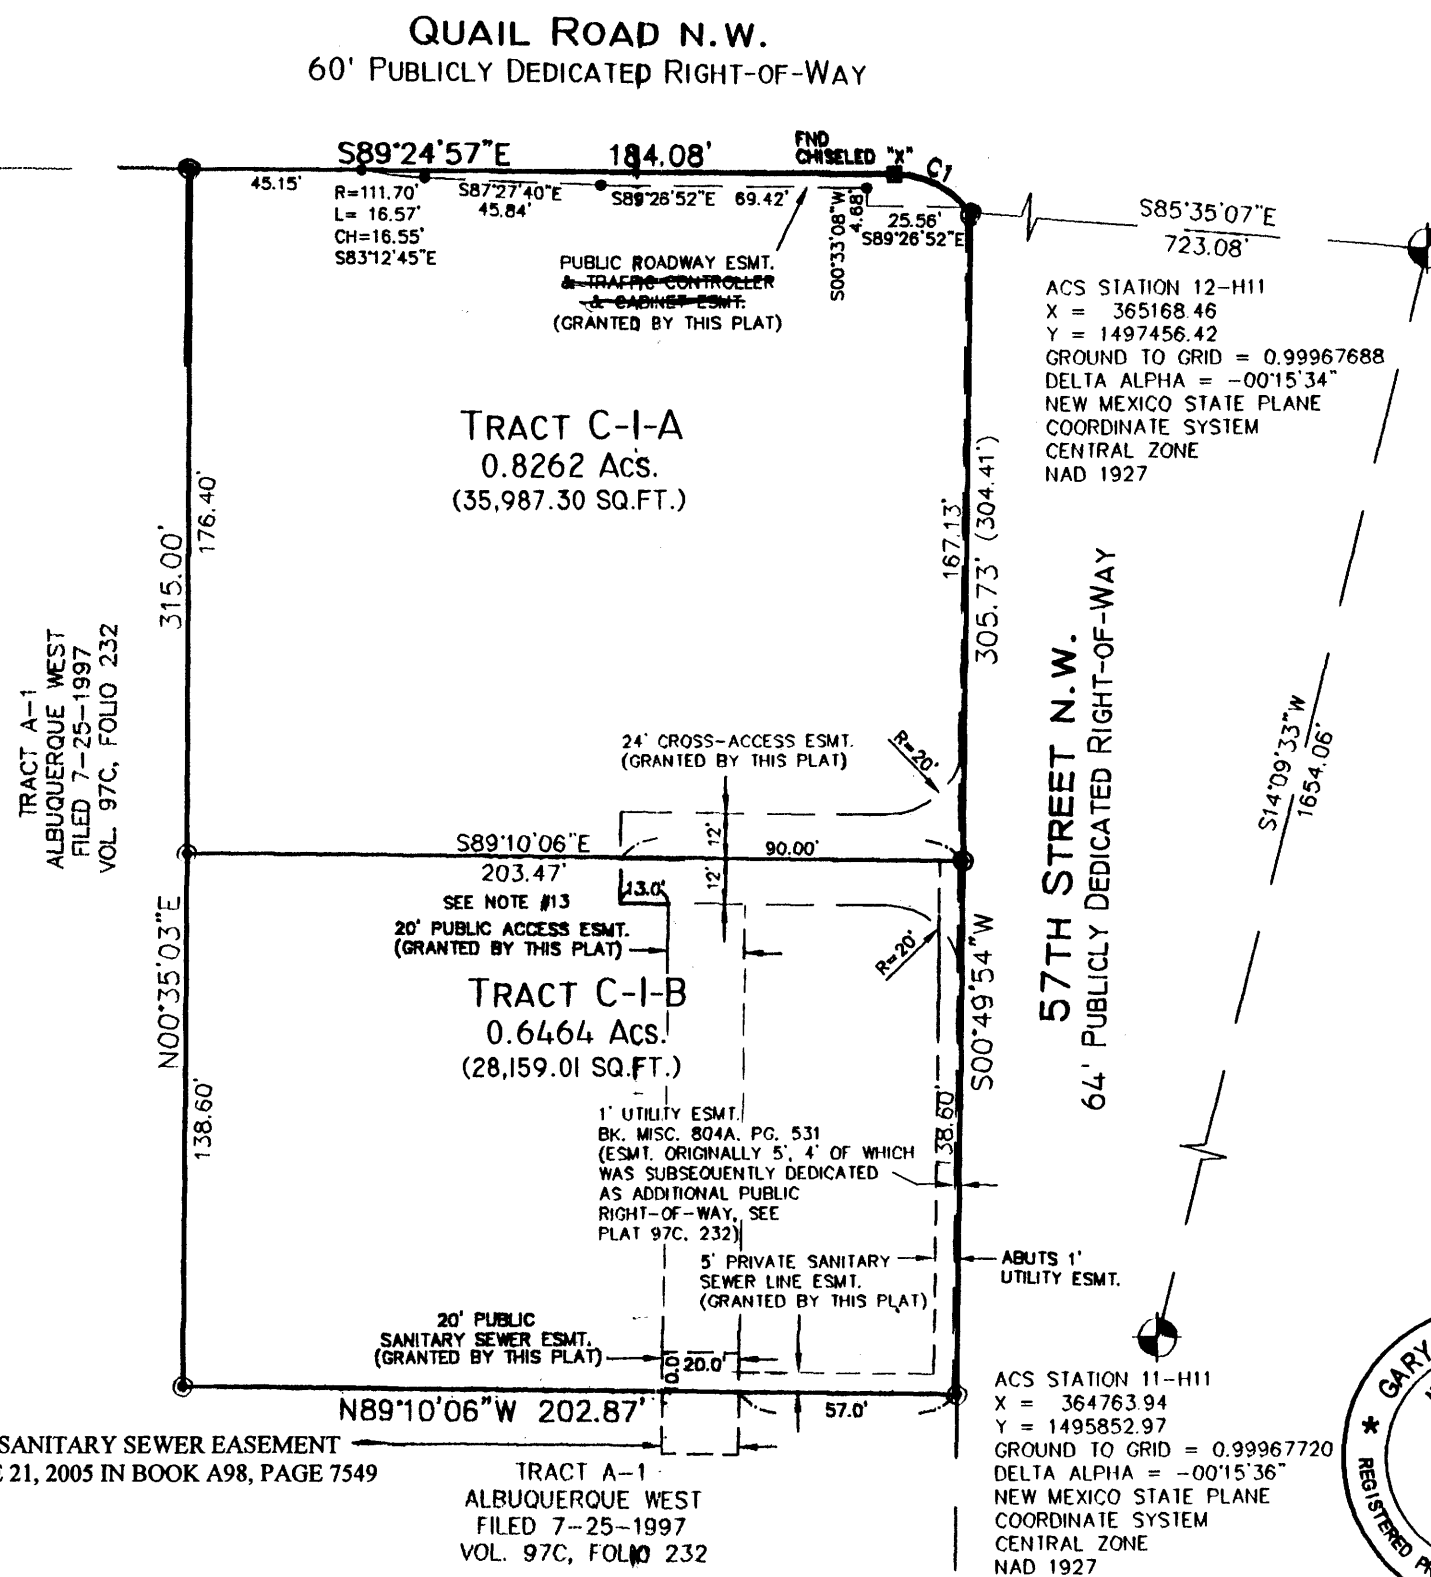 QUAIL ROAD N.W.
60' PUBLICLY DEDICATED RIGHT-OF-WAY
S89°24'57"E 184.08'
FND
CHISELED "X"
C1
45.15'
R=111.70'
L= 16.57'
CH=16.55'
S83°12'45"E
S87°27'40"E
45.84'
S89°26'52"E 69.42'
S00°33'08"W
4.68'
25.56'
S89°26'52"E
S85°35'07"E
723.08'
PUBLIC ROADWAY ESMT.
& TRAFFIC CONTROLLER
& CABINET ESMT.
(GRANTED BY THIS PLAT)
ACS STATION 12-H11
X = 365168.46
Y = 1497456.42
GROUND TO GRID = 0.99967688
DELTA ALPHA = -00°15'34"
NEW MEXICO STATE PLANE
COORDINATE SYSTEM
CENTRAL ZONE
NAD 1927
TRACT C-1-A
0.8262 ACS.
(35,987.30 SQ.FT.)
176.40'
315.00'
167.13'
305.73' (304.41')
TRACT A-1
ALBUQUERQUE WEST
FILED 7-25-1997
VOL. 97C, FOLIO 232
57TH STREET N.W.
64' PUBLICLY DEDICATED RIGHT-OF-WAY
S14°09'33"W
1654.06'
24' CROSS-ACCESS ESMT.
(GRANTED BY THIS PLAT)
R=20'
S89°10'06"E
203.47'
12'
12'
90.00'
13.0'
SEE NOTE #13
20' PUBLIC ACCESS ESMT.
(GRANTED BY THIS PLAT)
R=20'
TRACT C-1-B
0.6464 ACS.
(28,159.01 SQ.FT.)
N00°35'03"E
138.60'
S00°49'54"W
138.60'
1' UTILITY ESMT.
BK. MISC. 804A, PG. 531
(ESMT. ORIGINALLY 5', 4' OF WHICH
WAS SUBSEQUENTLY DEDICATED
AS ADDITIONAL PUBLIC
RIGHT-OF-WAY, SEE
PLAT 97C, 232)
5' PRIVATE SANITARY
SEWER LINE ESMT.
(GRANTED BY THIS PLAT)
ABUTS 1'
UTILITY ESMT.
20' PUBLIC
SANITARY SEWER ESMT.
(GRANTED BY THIS PLAT)
20.0'
N89°10'06"W 202.87'
57.0'
SANITARY SEWER EASEMENT
21, 2005 IN BOOK A98, PAGE 7549
TRACT A-1
ALBUQUERQUE WEST
FILED 7-25-1997
VOL. 97C, FOLIO 232
ACS STATION 11-H11
X = 364763.94
Y = 1495852.97
GROUND TO GRID = 0.99967720
DELTA ALPHA = -00°15'36"
NEW MEXICO STATE PLANE
COORDINATE SYSTEM
CENTRAL ZONE
NAD 1927
* GARY
REGISTERED